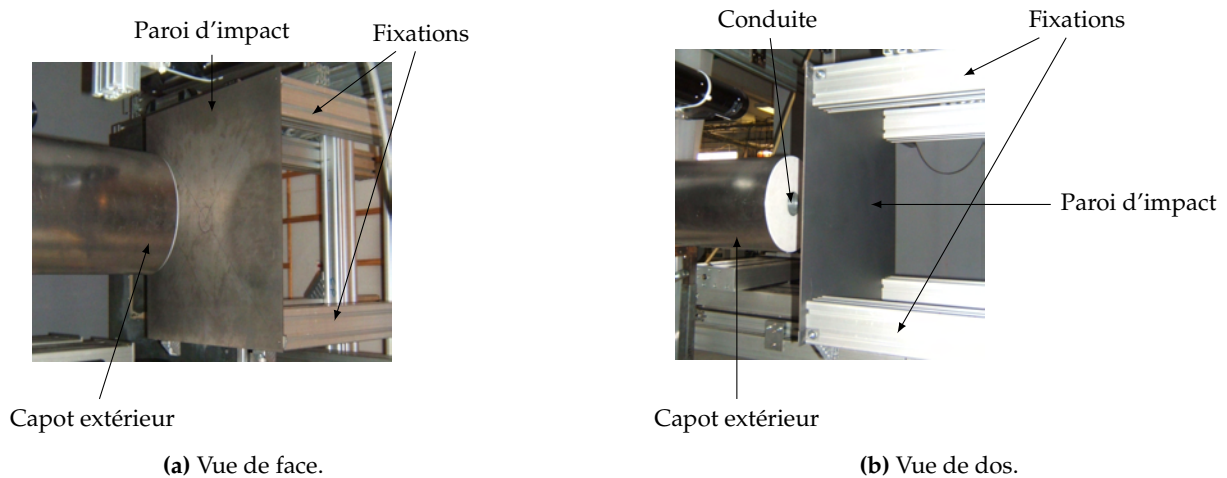 Paroi d’impact
Fixations
Capot extérieur
(a) Vue de face.
Conduite
Fixations
Paroi d’impact
Capot extérieur
(b) Vue de dos.